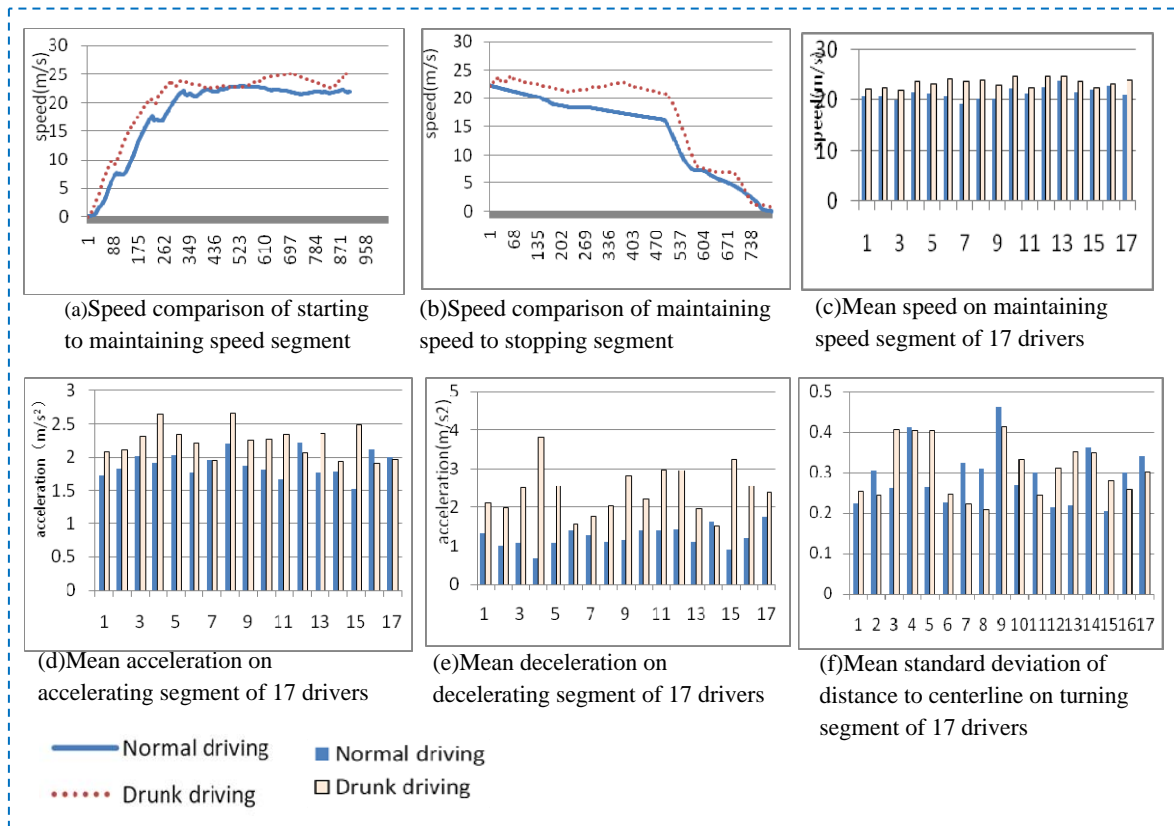 30
25
20
15
10
5
0
speed(m/s)
1
88
175
262
349
436
523
610
697
784
871
958
(a)Speed comparison of starting
to maintaining speed segment
30
25
20
15
10
5
0
speed(m/s)
1
68
135
202
269
336
403
470
537
604
671
738
(b)Speed comparison of maintaining
speed to stopping segment
30
20
10
0
speed(m/s)
1 3 5 7 9 11 13 15 17
(c)Mean speed on maintaining
speed segment of 17 drivers
3
2.5
2
1.5
1
0.5
0
acceleration（m/s²）
1 3 5 7 9 11 13 15 17
(d)Mean acceleration on
accelerating segment of 17 drivers
5
4
3
2
1
0
acceleration(m/s2)
1 3 5 7 9 11 13 15 17
(e)Mean deceleration on
decelerating segment of 17 drivers
0.5
0.4
0.3
0.2
0.1
0
1 2 3 4 5 6 7 8 9 1011121314151617
(f)Mean standard deviation of
distance to centerline on turning
segment of 17 drivers
Normal driving
Drunk driving
Normal driving
Drunk driving